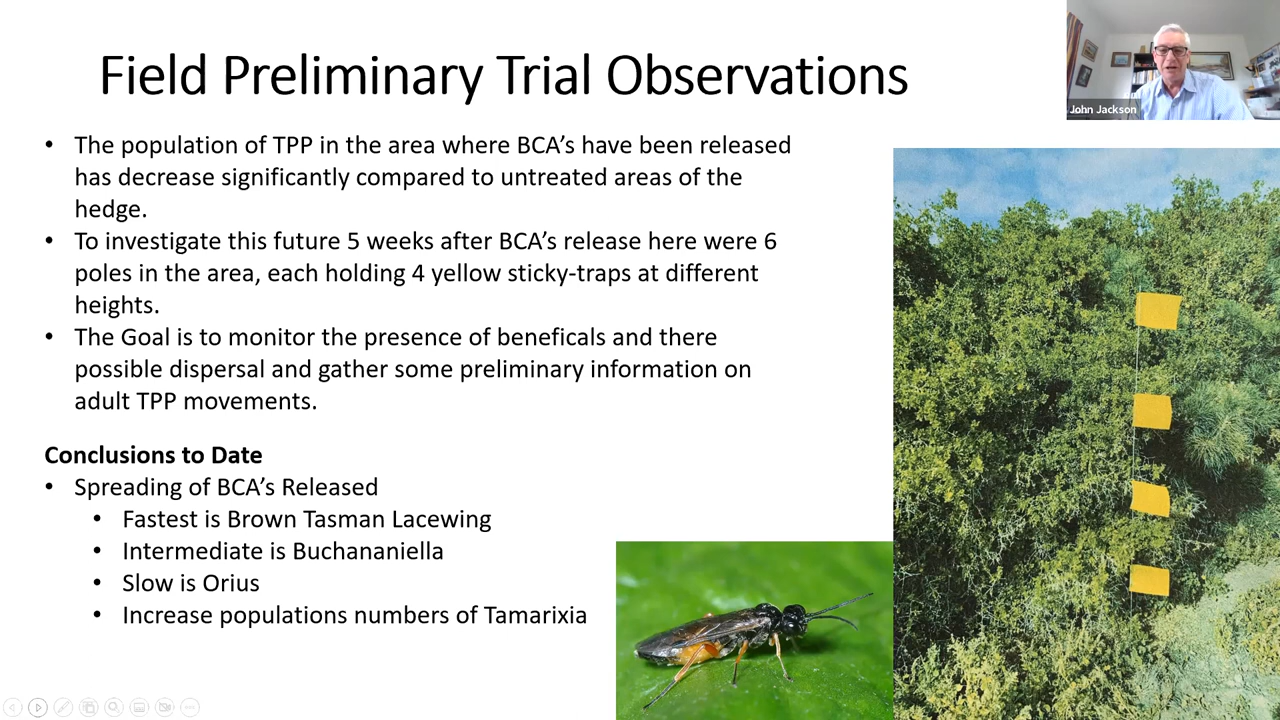 Field Preliminary Trial Observations
John Jackson
• The population of TPP in the area where BCA's have been released
has decrease significantly compared to untreated areas of the
hedge.
• To investigate this future 5 weeks after BCA's release here were 6
poles in the area, each holding 4 yellow sticky-traps at different
heights.
• The Goal is to monitor the presence of beneficals and there
possible dispersal and gather some preliminary information on
adult TPP movements.
Conclusions to Date
• Spreading of BCA's Released
• Fastest is Brown Tasman Lacewing
• Intermediate is Buchananiella
• Slow is Orius
• Increase populations numbers of Tamarixia